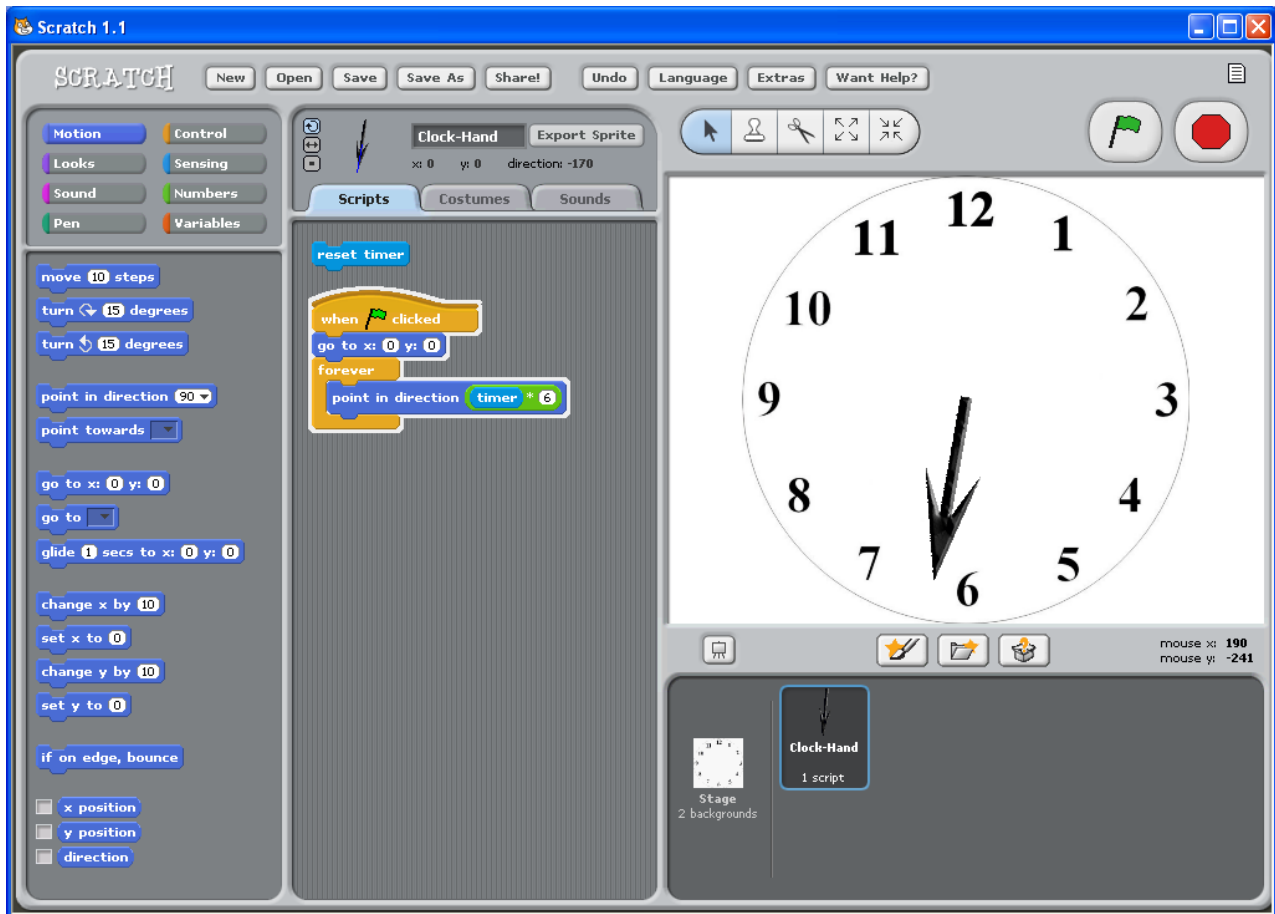 Scratch 1.1
SCRATCH New Open Save Save As Share! Undo Language Extras Want Help?
Motion Control
Looks Sensing
Sound Numbers
Pen Variables
move 10 steps
turn 15 degrees
turn 15 degrees
point in direction 90
point towards
go to x: 0 y: 0
go to
glide 1 secs to x: 0 y: 0
change x by 10
set x to 0
change y by 10
set y to 0
if on edge, bounce
x position
y position
direction
Clock-Hand Export Sprite
x: 0 y: 0 direction: -170
Scripts Costumes Sounds
reset timer
when clicked
go to x: 0 y: 0
forever
point in direction timer * 6
12
11 1
10 2
9 3
8 4
7 5
6
mouse x: 190
mouse y: -241
Clock-Hand
1 script
12
Stage
2 backgrounds